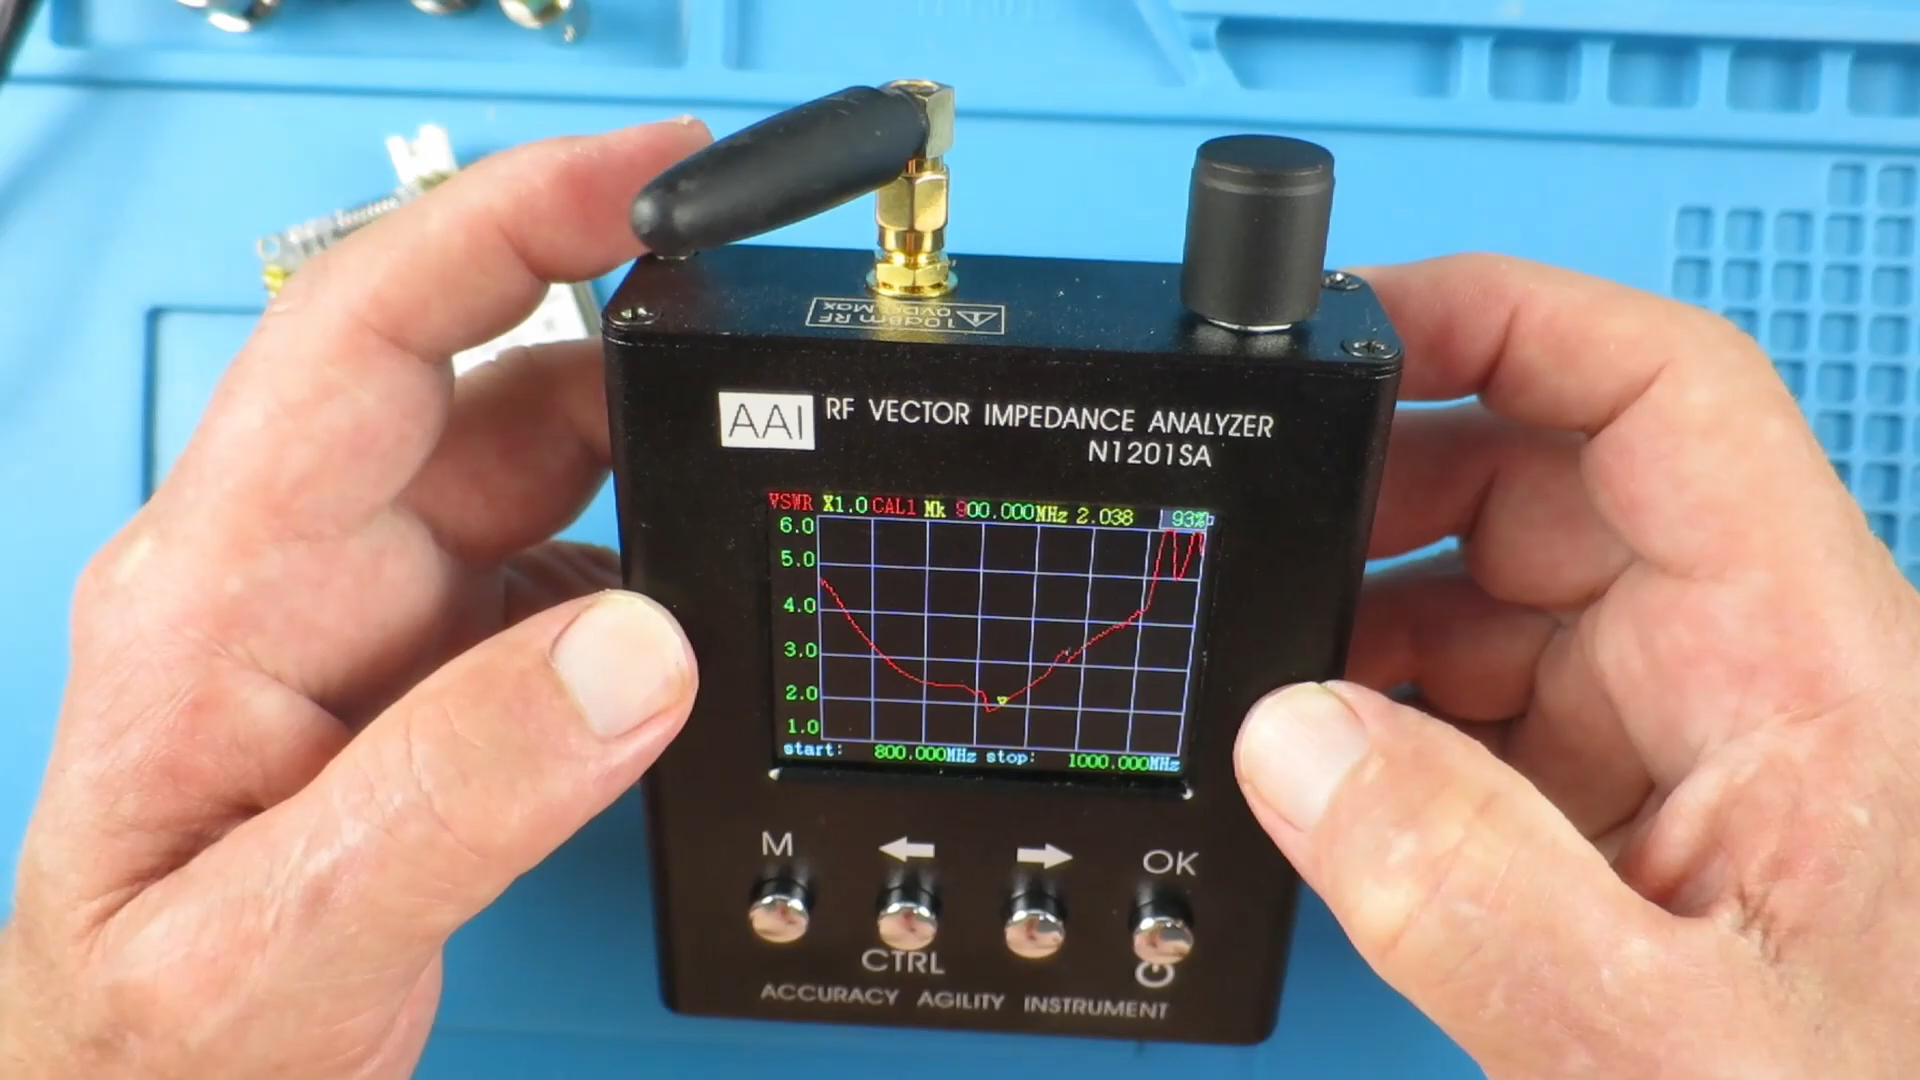 10dBm RF
0VDC Max
AAI RF VECTOR IMPEDANCE ANALYZER
N1201SA
VSWR X1.0 CAL1 Mk 900.000MHz 2.038 93%
6.0
5.0
4.0
3.0
2.0
1.0
start: 800.000MHz stop: 1000.000MHz
M OK
CTRL
ACCURACY AGILITY INSTRUMENT